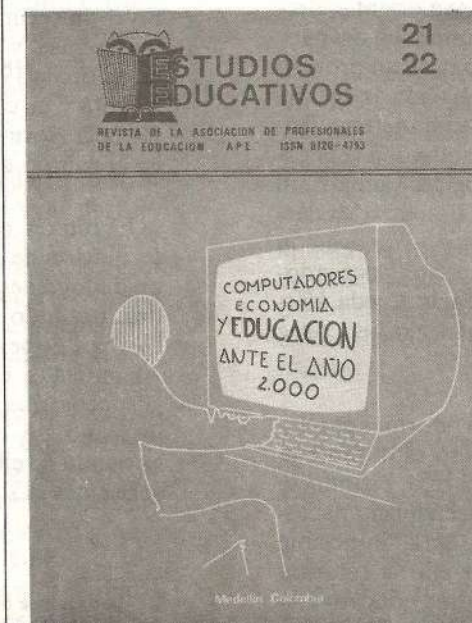 ESTUDIOS
EDUCATIVOS
21
22
REVISTA DE LA ASOCIACION DE PROFESIONALES
DE LA EDUCACION A.P.E. ISSN 0120-4793
COMPUTADORES
ECONOMIA
Y EDUCACION
ANTE EL AÑO
2.000
Medellín Colombia